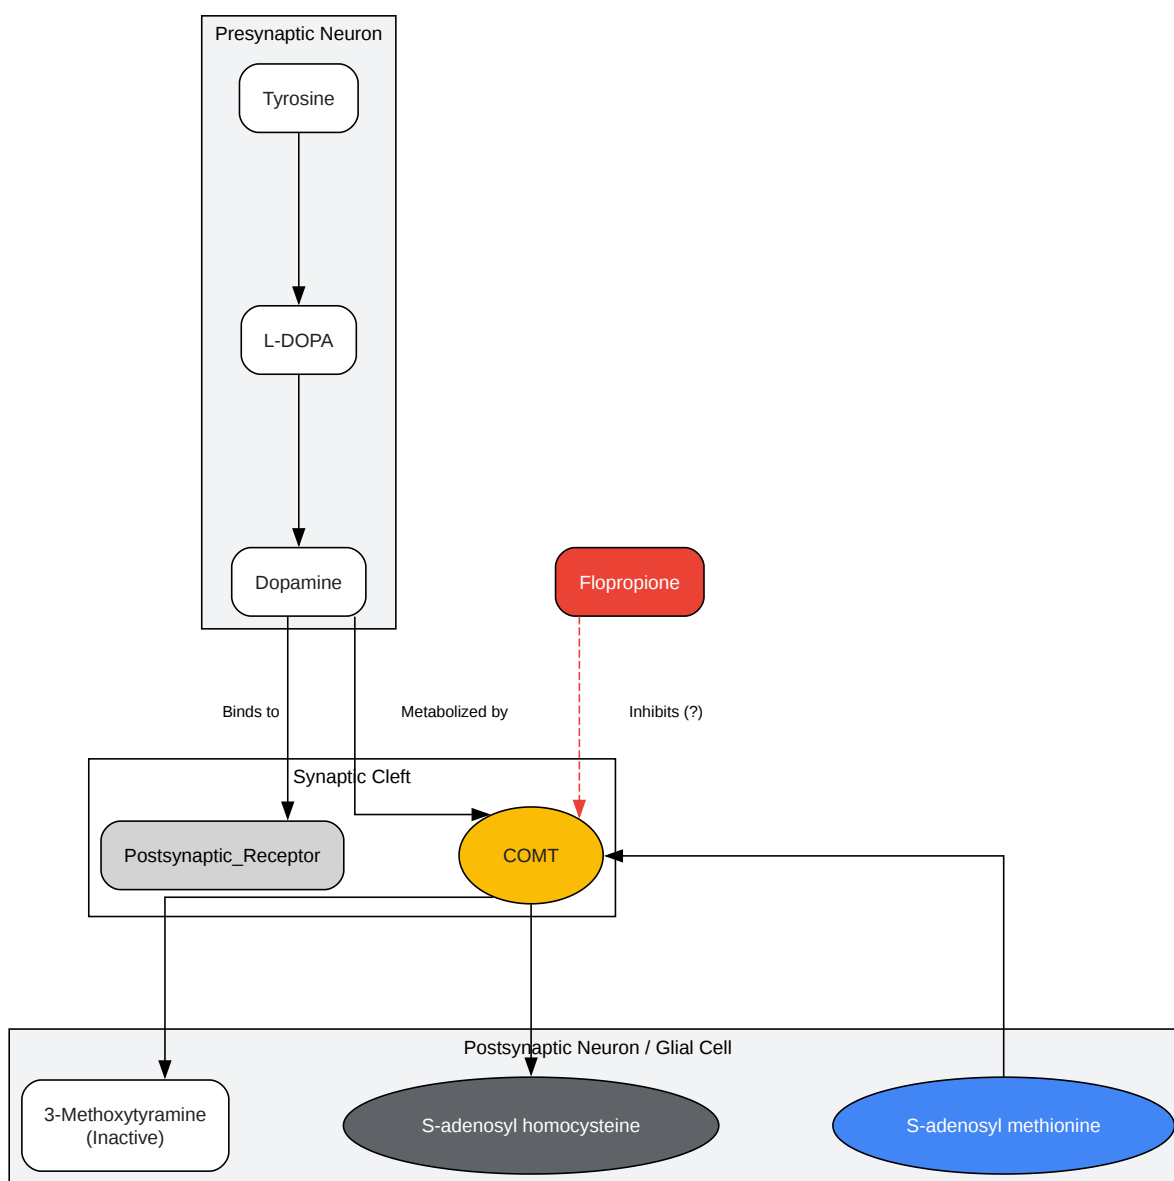 Presynaptic Neuron
Tyrosine
L-DOPA
Dopamine
Flopropione
Binds to
Metabolized by
Inhibits (?)
Synaptic Cleft
Postsynaptic_Receptor
COMT
Postsynaptic Neuron / Glial Cell
3-Methoxytyramine
(Inactive)
S-adenosyl homocysteine
S-adenosyl methionine